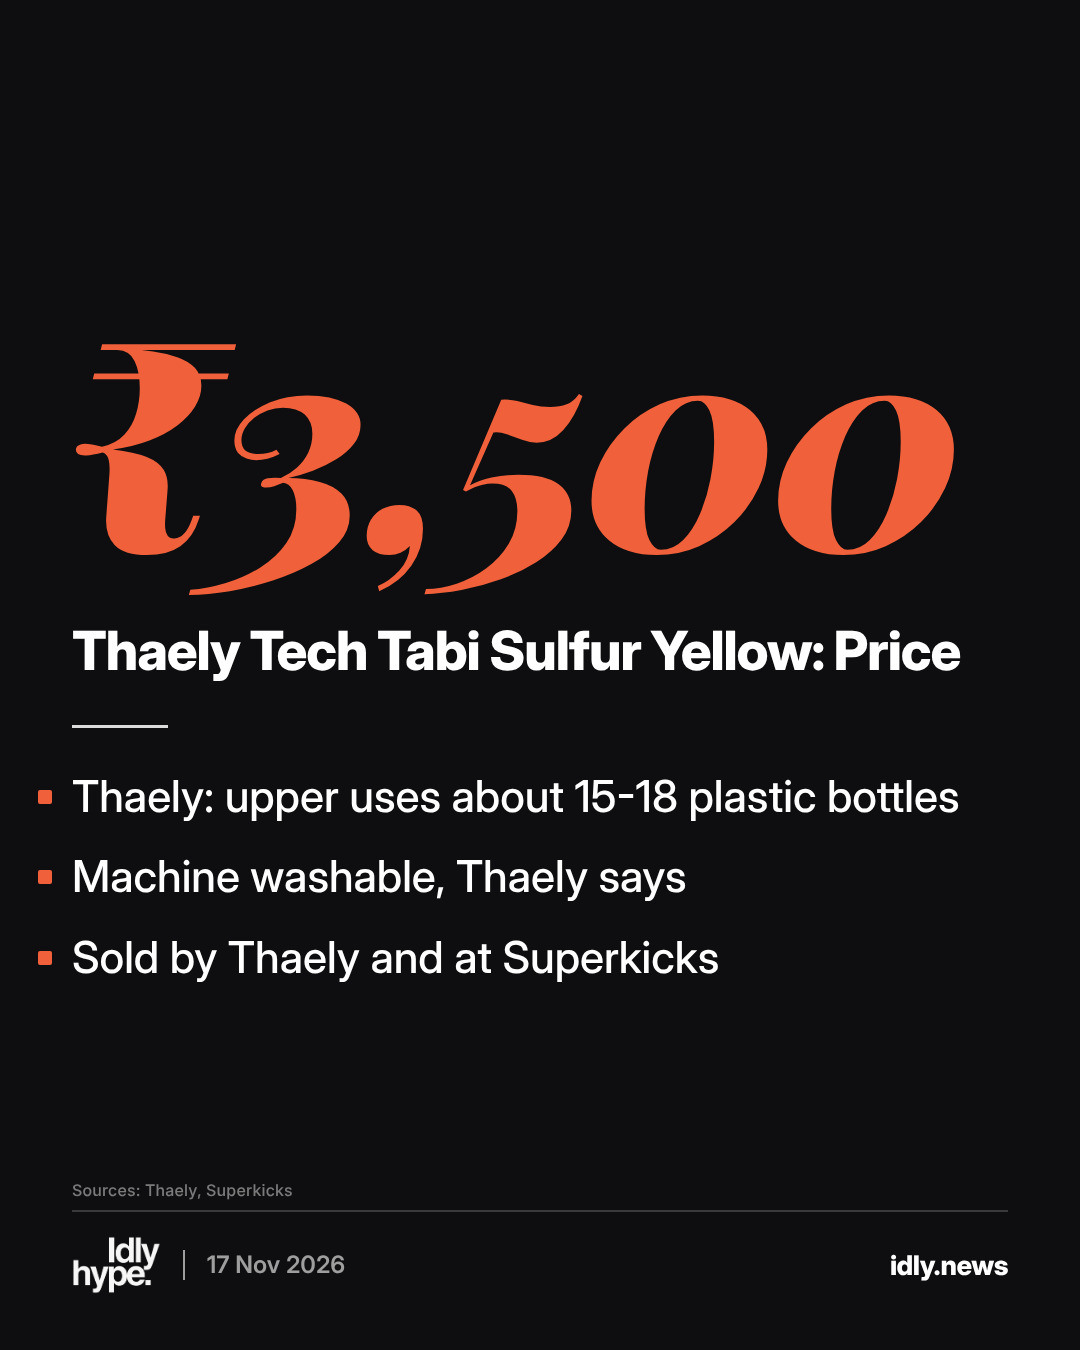 ₹3,500
Thaely Tech Tabi Sulfur Yellow: Price
Thaely: upper uses about 15-18 plastic bottles
Machine washable, Thaely says
Sold by Thaely and at Superkicks
Sources: Thaely, Superkicks
Idly
hype.
17 Nov 2026
idly.news